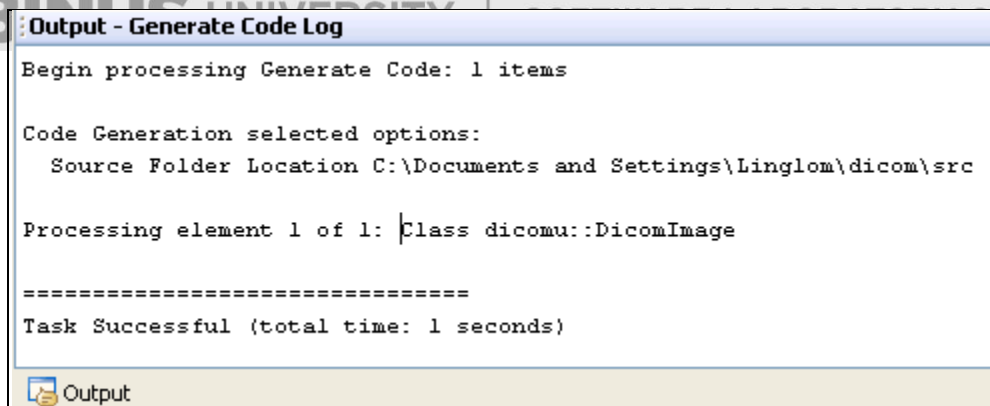 BINUS UNIVERSITY
Output - Generate Code Log
Begin processing Generate Code: 1 items
Code Generation selected options:
Source Folder Location C:\Documents and Settings\Linglom\dicom\src
Processing element 1 of 1: Class dicomu::DicomImage
================================
Task Successful (total time: 1 seconds)
Output